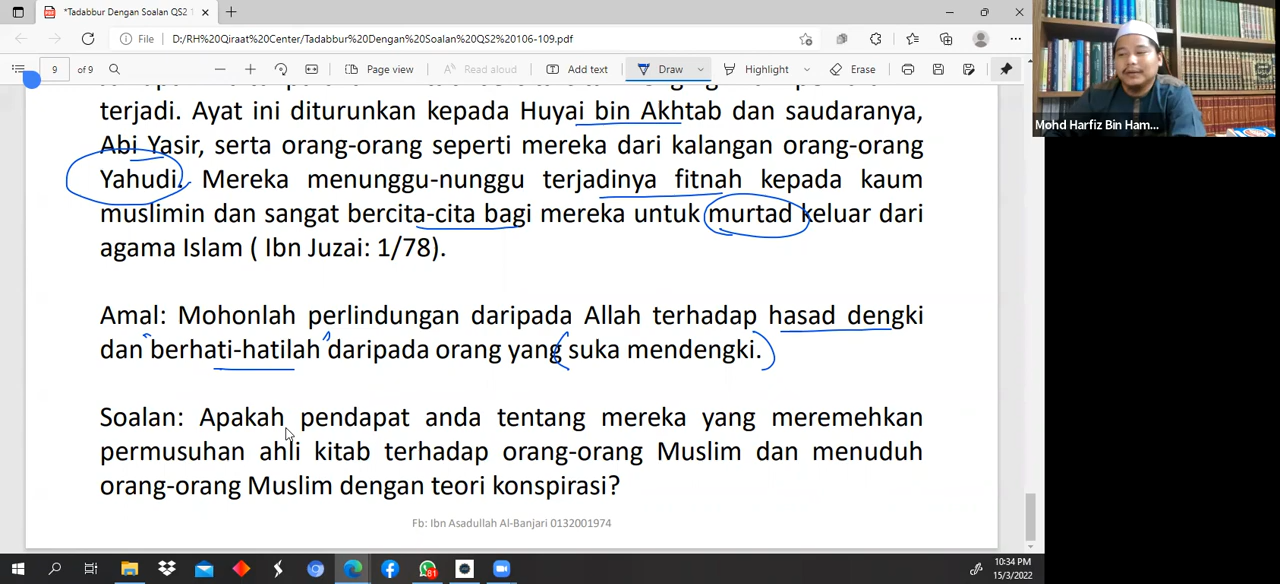 *Tadabbur Dengan Soalan QS2 1
File
D:/RH%20Qiraat%20Center/Tadabbur%20Dengan%20Soalan%20QS2%20106-109.pdf
9 of 9 Page view Read aloud Add text Draw Highlight Erase
Mohd Harfiz Bin Ham...
terjadi. Ayat ini diturunkan kepada Huyai bin Akhtab dan saudaranya,
Abi Yasir, serta orang-orang seperti mereka dari kalangan orang-orang
Yahudi. Mereka menunggu-nunggu terjadinya fitnah kepada kaum
muslimin dan sangat bercita-cita bagi mereka untuk murtad keluar dari
agama Islam ( Ibn Juzai: 1/78).
Amal: Mohonlah perlindungan daripada Allah terhadap hasad dengki
dan berhati-hatilah daripada orang yang suka mendengki.
Soalan: Apakah pendapat anda tentang mereka yang meremehkan
permusuhan ahli kitab terhadap orang-orang Muslim dan menuduh
orang-orang Muslim dengan teori konspirasi?
Fb: Ibn Asadullah Al-Banjari 0132001974
81
10:34 PM
15/3/2022